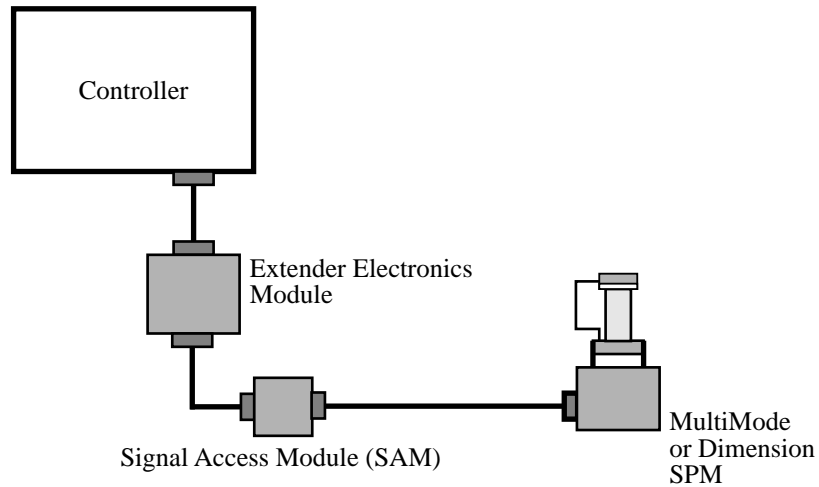 Controller
Extender Electronics
Module
Signal Access Module (SAM)
MultiMode
or Dimension
SPM